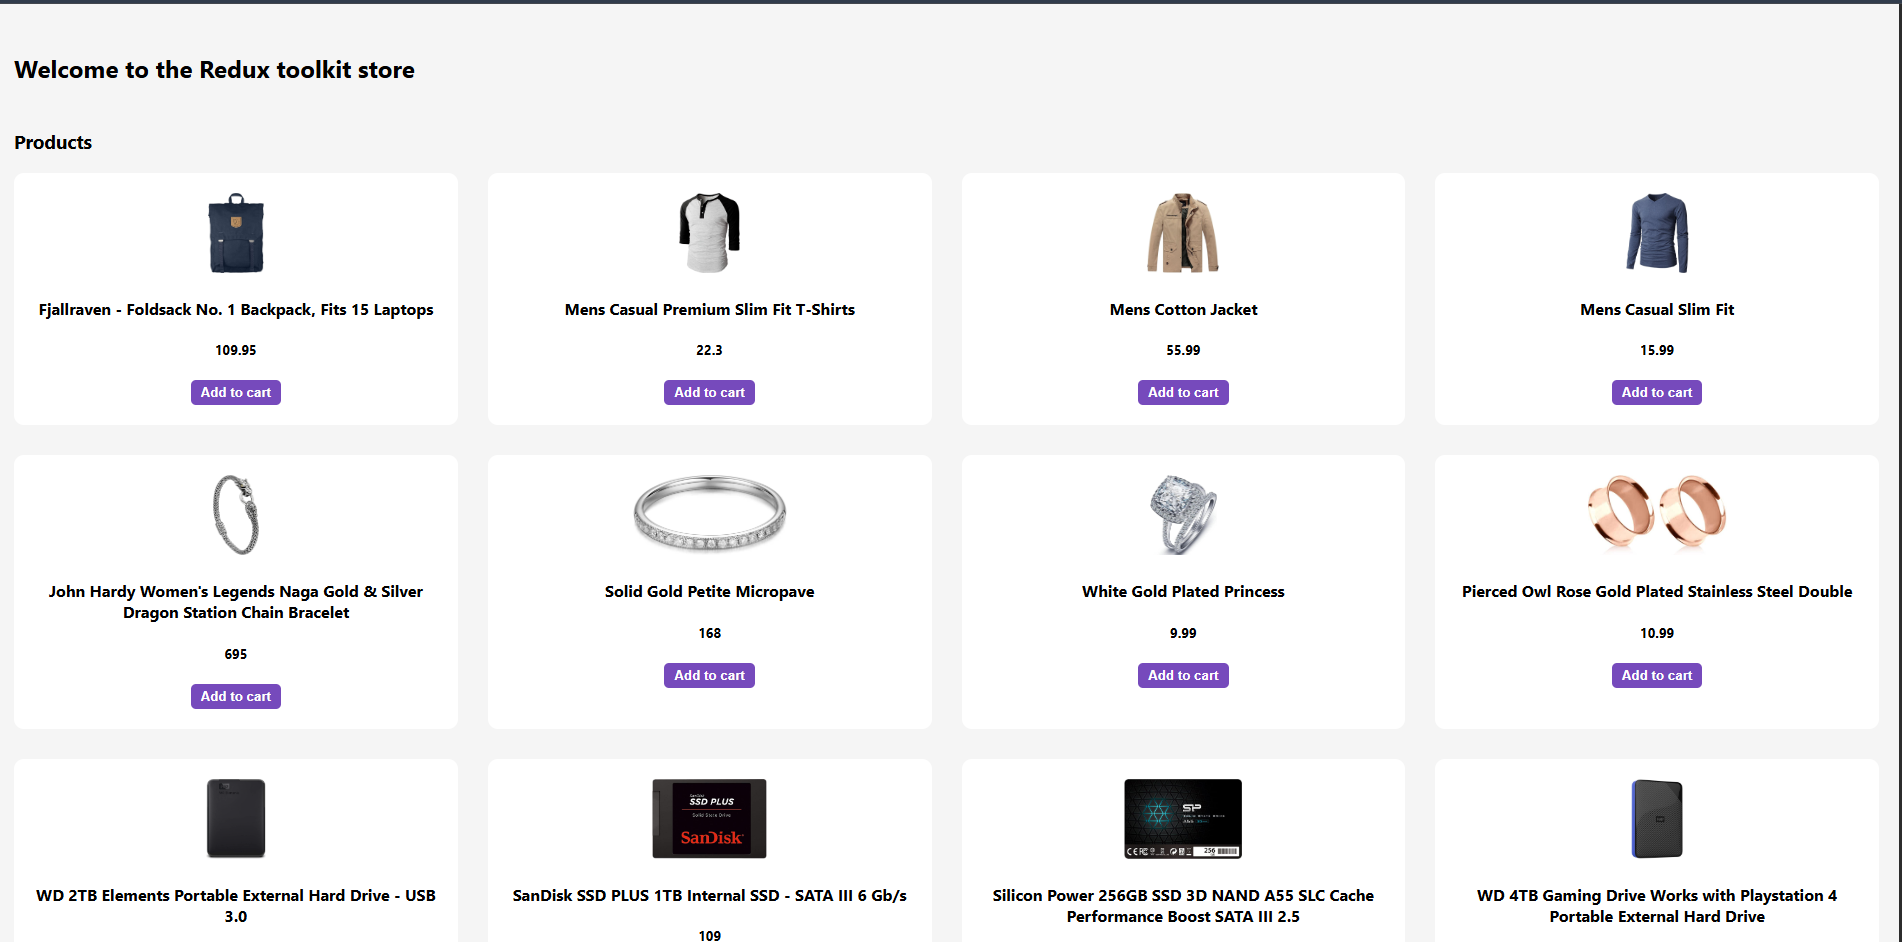 Welcome to the Redux toolkit store
Products
Fjallraven - Foldsack No. 1 Backpack, Fits 15 Laptops
109.95
Add to cart
Mens Casual Premium Slim Fit T-Shirts
22.3
Add to cart
Mens Cotton Jacket
55.99
Add to cart
Mens Casual Slim Fit
15.99
Add to cart
John Hardy Women's Legends Naga Gold & Silver
Dragon Station Chain Bracelet
695
Add to cart
Solid Gold Petite Micropave
168
Add to cart
White Gold Plated Princess
9.99
Add to cart
Pierced Owl Rose Gold Plated Stainless Steel Double
10.99
Add to cart
WD 2TB Elements Portable External Hard Drive - USB
3.0
SanDisk
SSD PLUS
Solid State Drive
SanDisk
SanDisk SSD PLUS 1TB Internal SSD - SATA III 6 Gb/s
109
SP
256
Silicon Power 256GB SSD 3D NAND A55 SLC Cache
Performance Boost SATA III 2.5
WD 4TB Gaming Drive Works with Playstation 4
Portable External Hard Drive